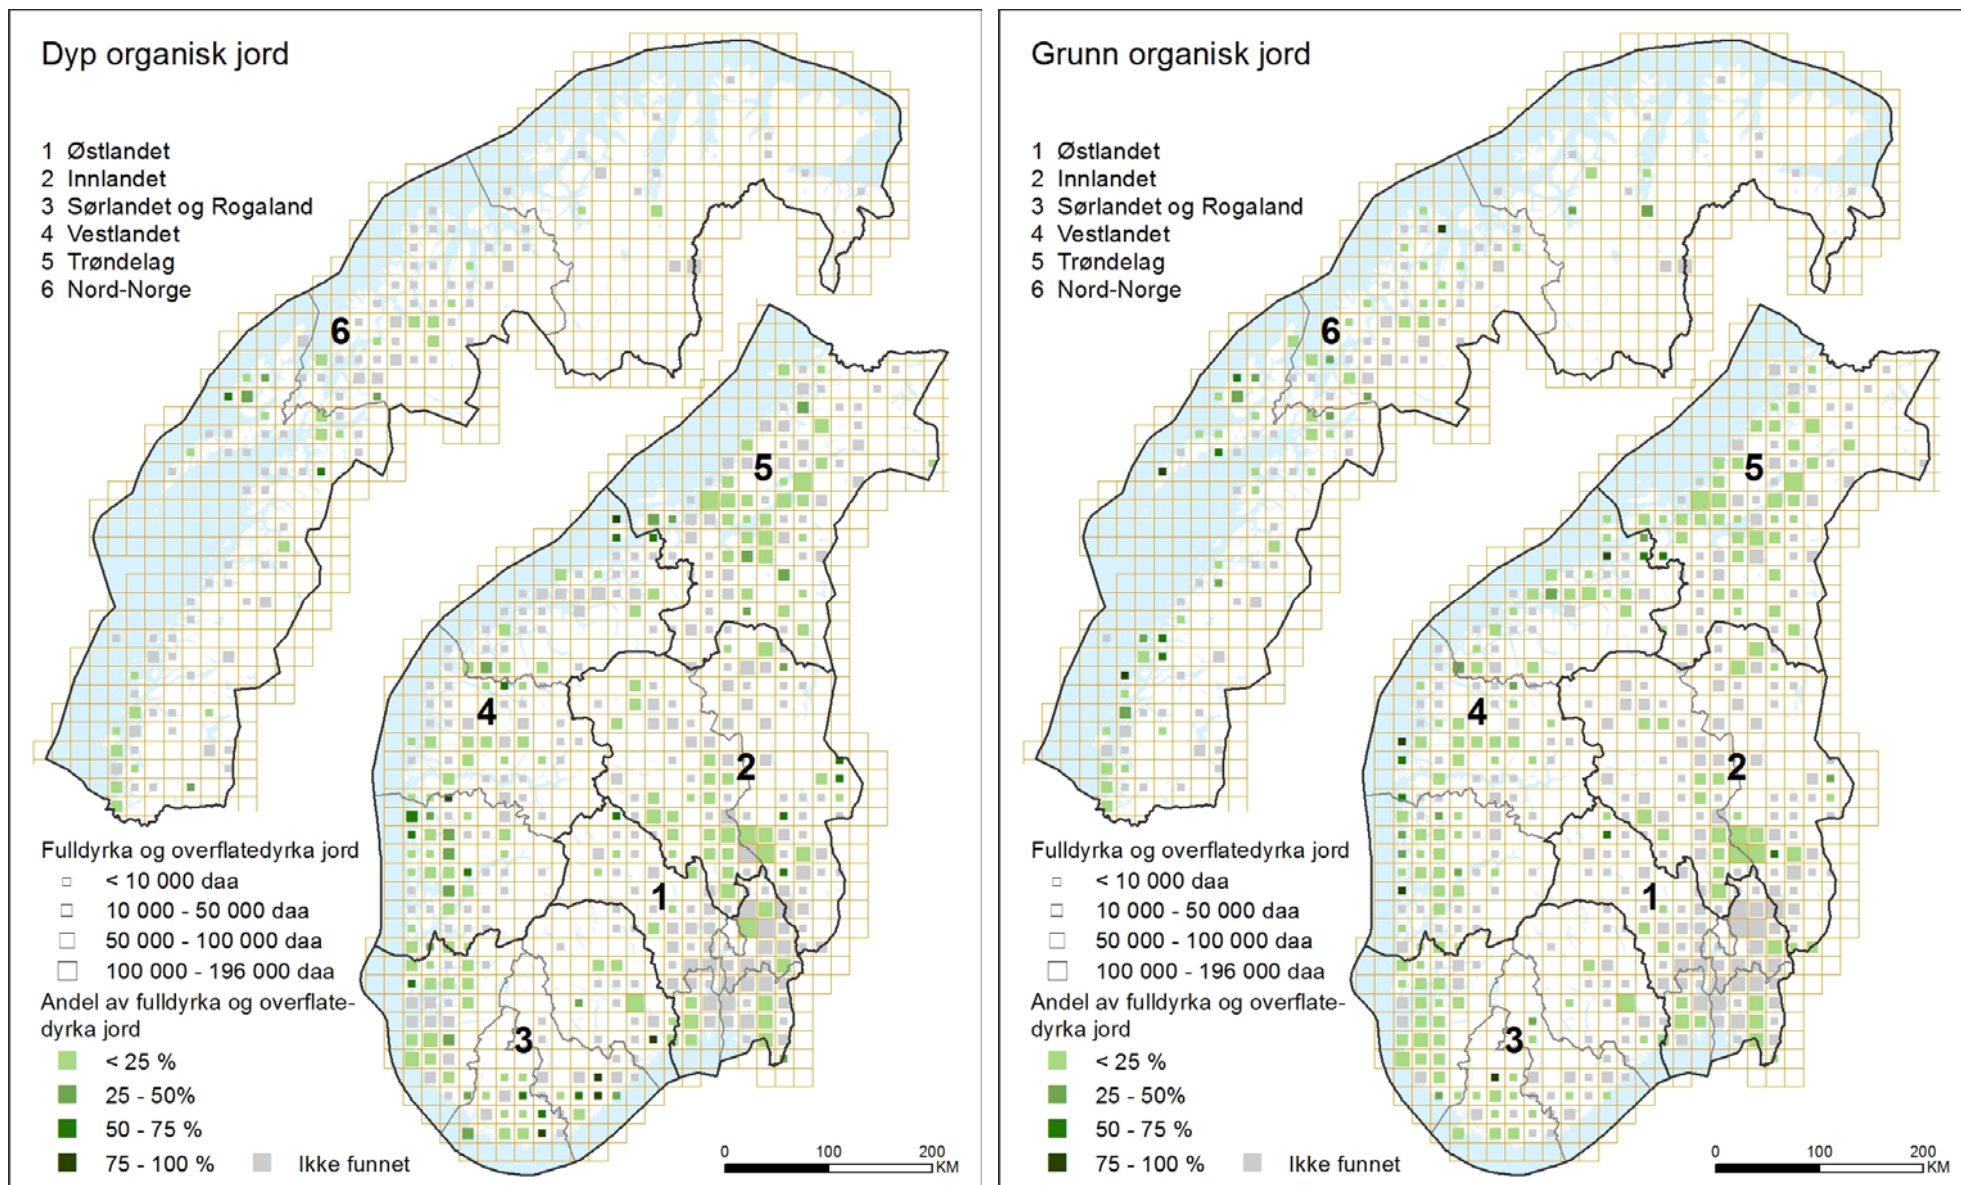 Dyp organisk jord
1 Østlandet
2 Innlandet
3 Sørlandet og Rogaland
4 Vestlandet
5 Trøndelag
6 Nord-Norge
6
5
4
2
1
3
Fulldyrka og overflatedyrka jord
< 10 000 daa
10 000 - 50 000 daa
50 000 - 100 000 daa
100 000 - 196 000 daa
Andel av fulldyrka og overflate-
dyrka jord
< 25 %
25 - 50%
50 - 75 %
75 - 100 %
Ikke funnet
0 100 200
KM
Grunn organisk jord
1 Østlandet
2 Innlandet
3 Sørlandet og Rogaland
4 Vestlandet
5 Trøndelag
6 Nord-Norge
6
5
4
2
1
3
Fulldyrka og overflatedyrka jord
< 10 000 daa
10 000 - 50 000 daa
50 000 - 100 000 daa
100 000 - 196 000 daa
Andel av fulldyrka og overflate-
dyrka jord
< 25 %
25 - 50%
50 - 75 %
75 - 100 %
Ikke funnet
0 100 200
KM